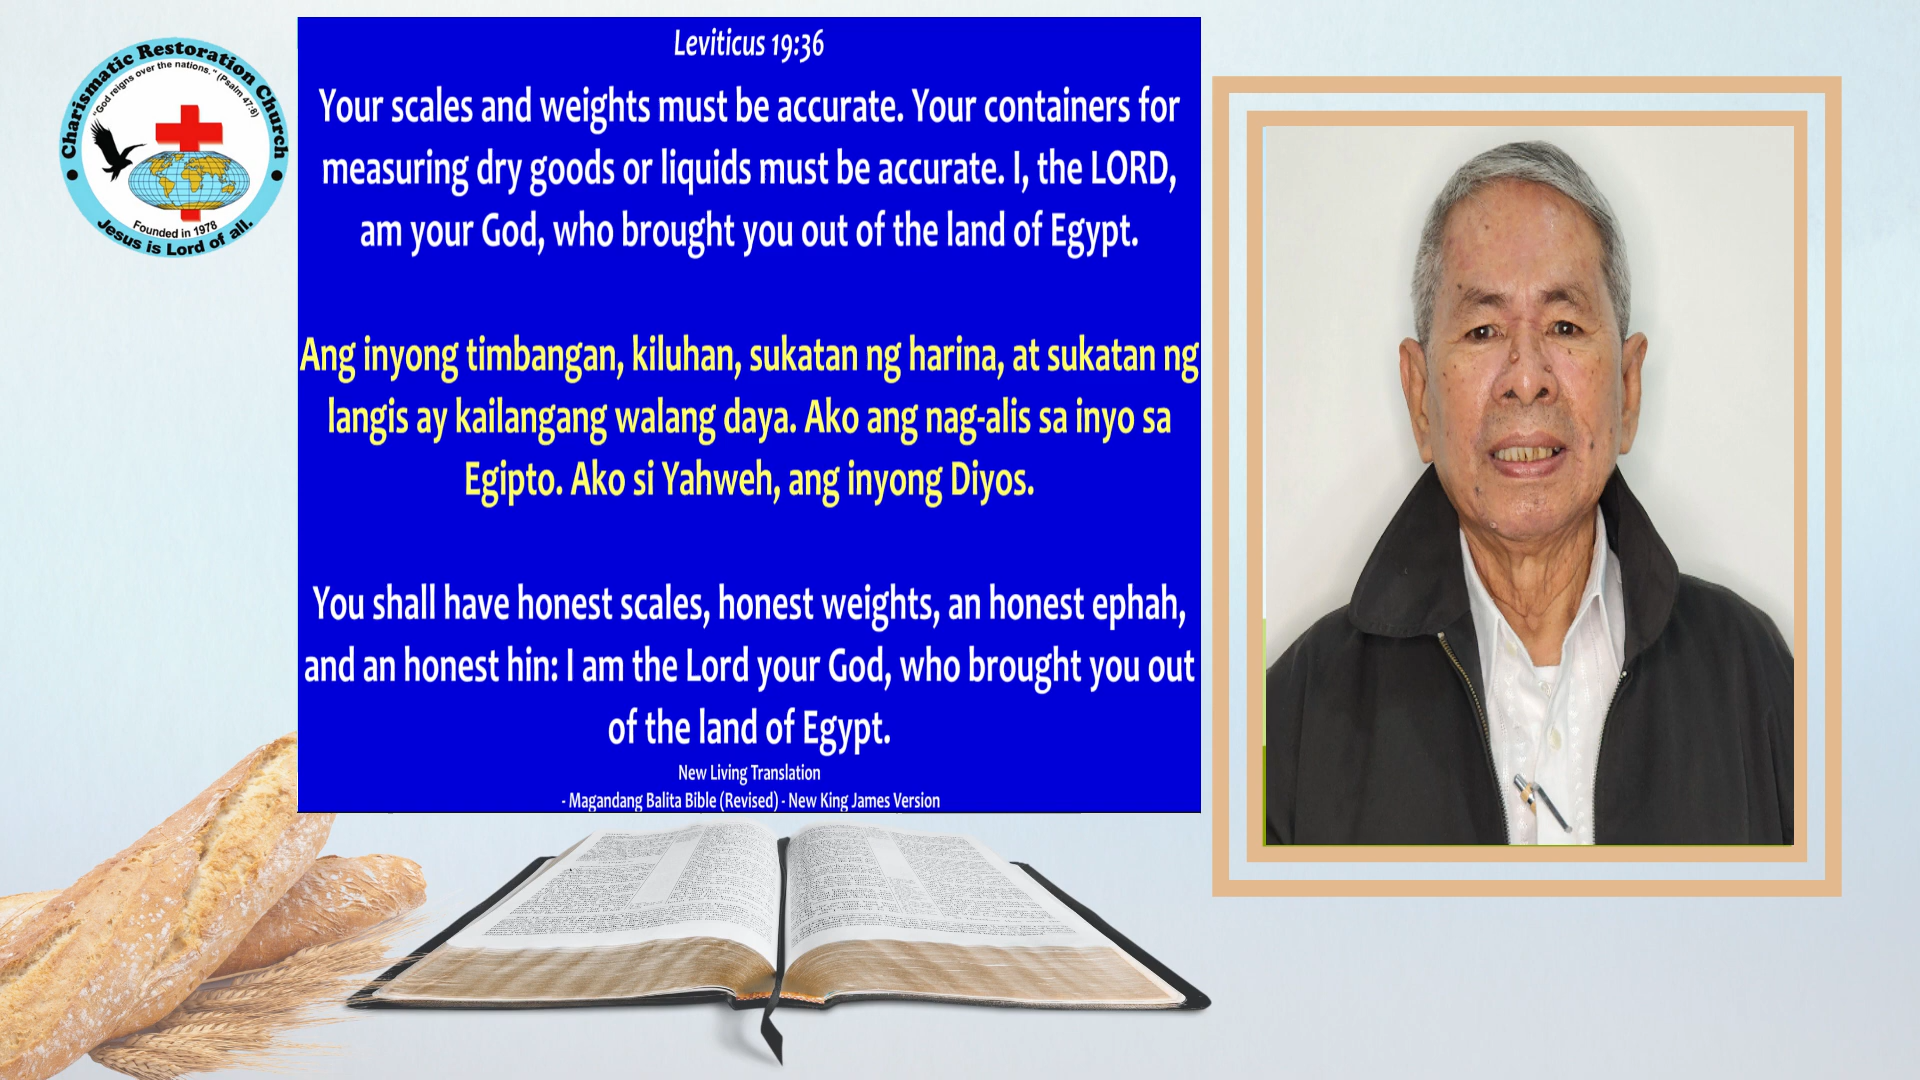 Charismatic Restoration Church
"God reigns over the nations." (Psalm 47:8)
Founded in 1978
Jesus is Lord of all.
Leviticus 19:36
Your scales and weights must be accurate. Your containers for
measuring dry goods or liquids must be accurate. I, the LORD,
am your God, who brought you out of the land of Egypt.
Ang inyong timbangan, kiluhan, sukatan ng harina, at sukatan ng
langis ay kailangang walang daya. Ako ang nag-alis sa inyo sa
Egipto. Ako si Yahweh, ang inyong Diyos.
You shall have honest scales, honest weights, an honest ephah,
and an honest hin: I am the Lord your God, who brought you out
of the land of Egypt.
New Living Translation
- Magandang Balita Bible (Revised) - New King James Version